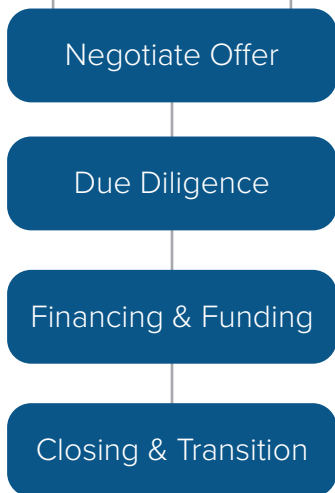 Negotiate Offer
Due Diligence
Financing & Funding
Closing & Transition